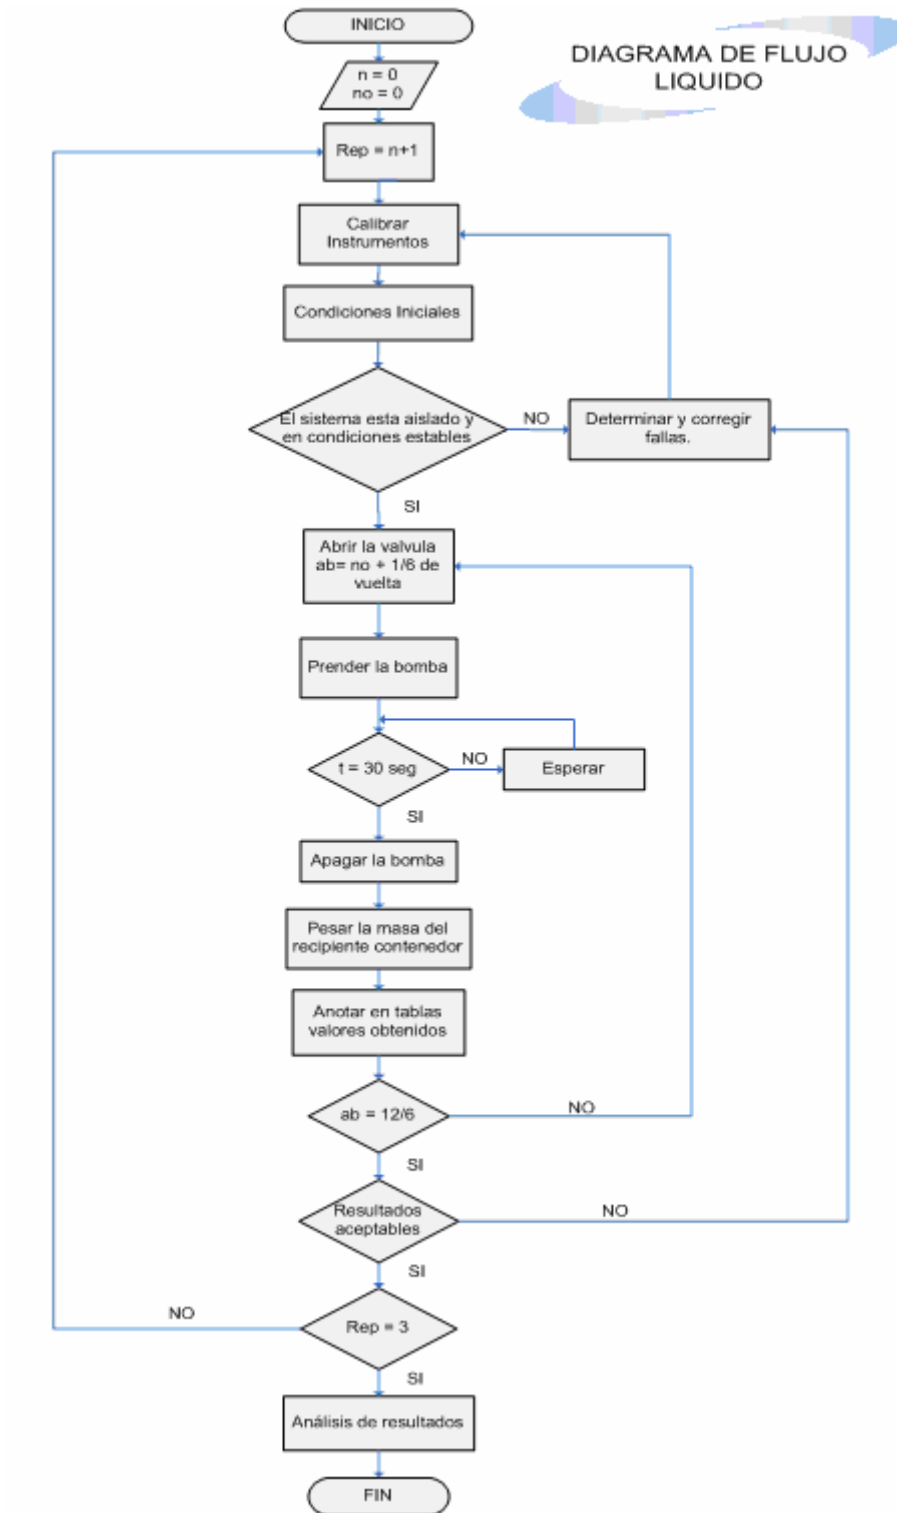 INICIO
DIAGRAMA DE FLUJO
LIQUIDO
n = 0
no = 0
Rep = n+1
Calibrar
Instrumentos
Condiciones Iniciales
El sistema esta aislado y
en condiciones estables
NO
Determinar y corregir
fallas.
SI
Abrir la valvula
ab= no + 1/6 de
vuelta
Prender la bomba
t = 30 seg
NO
Esperar
SI
Apagar la bomba
Pesar la masa del
recipiente contenedor
Anotar en tablas
valores obtenidos
ab = 12/6
NO
SI
Resultados
aceptables
NO
SI
NO
Rep = 3
SI
Análisis de resultados
FIN